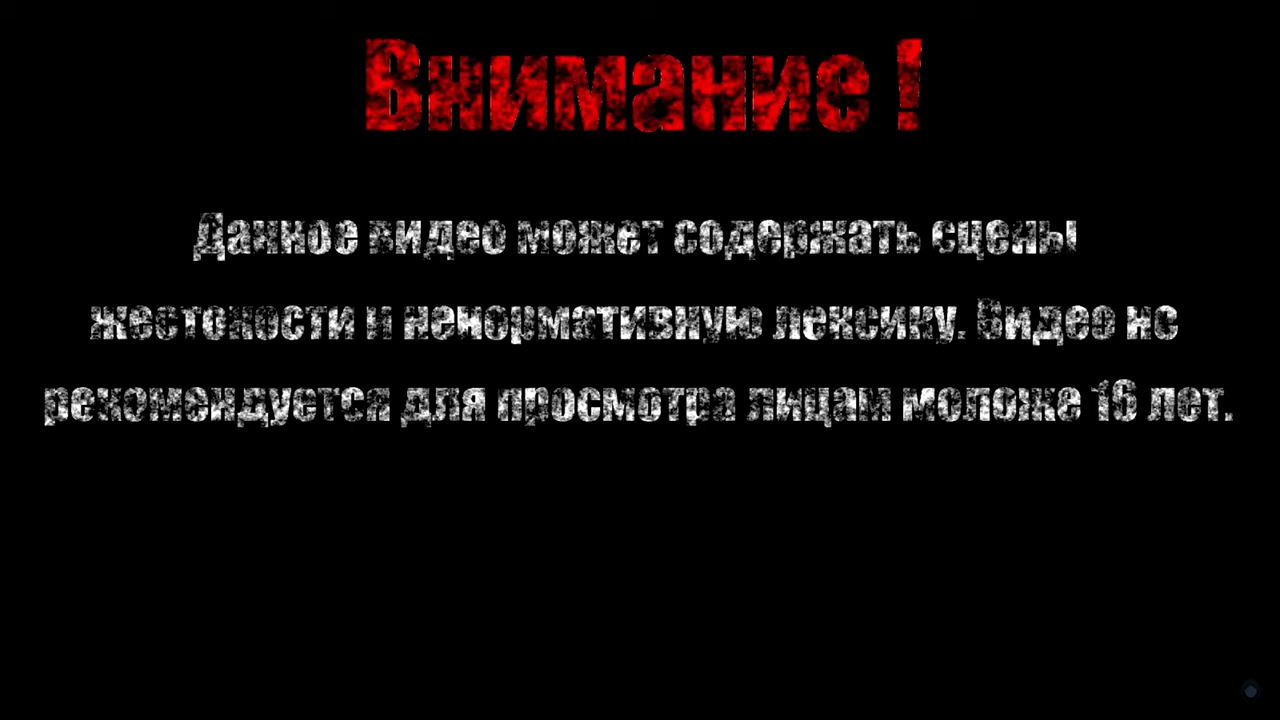 Внимание !
Данное видео может содержать сцены
жестокости и ненормативную лексику. Видео не
рекомендуется для просмотра лицам моложе 16 лет.